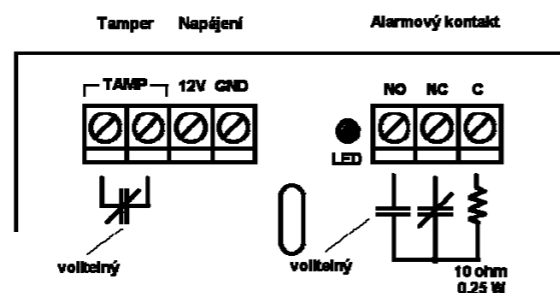 Tamper Napájení Alarmový kontakt
TAMP 12V GND NO NC C
LED
volitelný volitelný
10 ohm
0.25 W